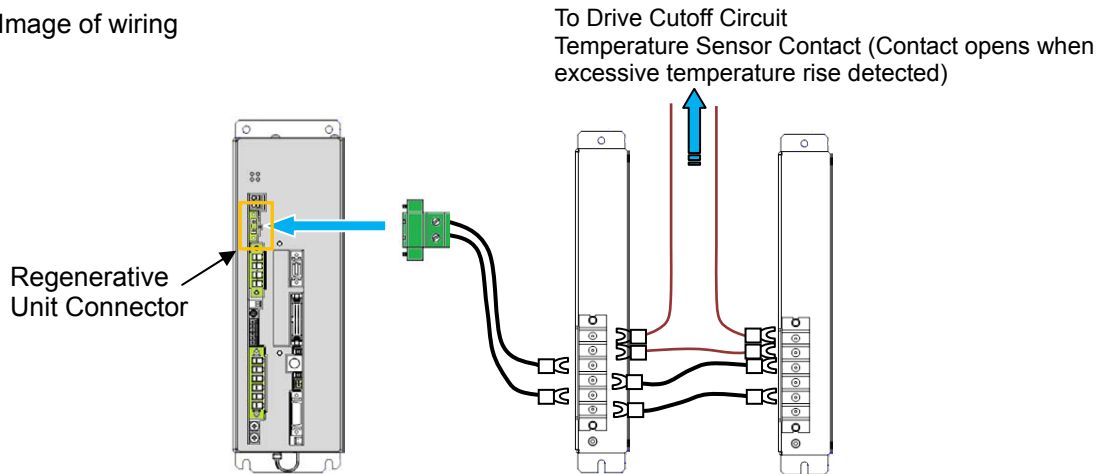 Image of wiring
To Drive Cutoff Circuit
Temperature Sensor Contact (Contact opens when
excessive temperature rise detected)
Regenerative
Unit Connector